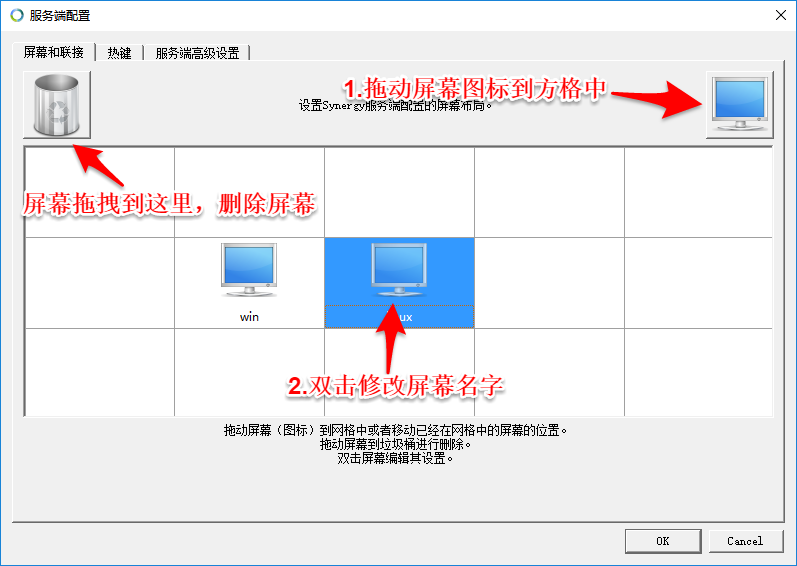 服务端配置
屏幕和联接 热键 服务端高级设置
1.拖动屏幕图标到方格中
设置Synergy服务端配置的屏幕布局。
屏幕拖拽到这里，删除屏幕
win
ux
2.双击修改屏幕名字
拖动屏幕（图标）到网格中或者移动已经在网格中的屏幕的位置。
拖动屏幕到垃圾桶进行删除。
双击屏幕编辑其设置。
OK Cancel